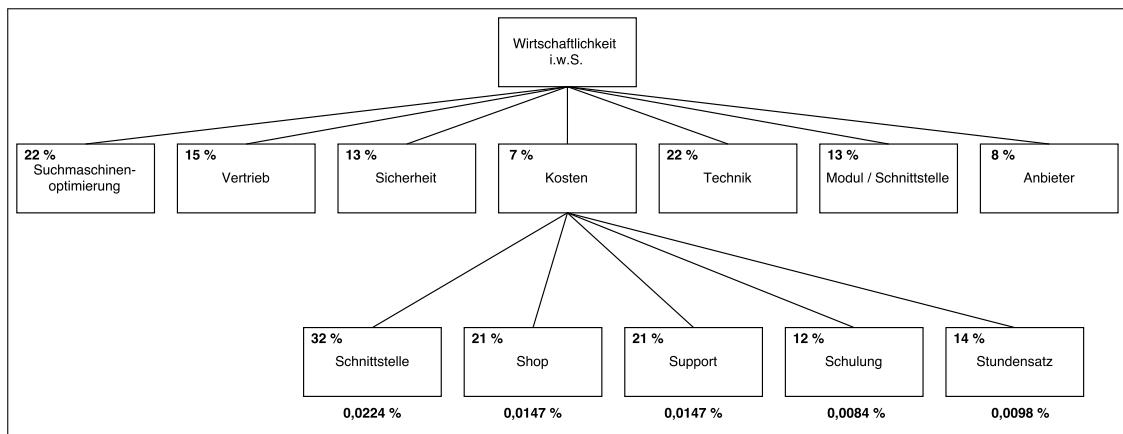 Wirtschaftlichkeit
i.w.S.
22 %
Suchmaschinen-
optimierung
15 %
Vertrieb
13 %
Sicherheit
7 %
Kosten
22 %
Technik
13 %
Modul / Schnittstelle
8 %
Anbieter
32 %
Schnittstelle
21 %
Shop
21 %
Support
12 %
Schulung
14 %
Stundensatz
0,0224 %
0,0147 %
0,0147 %
0,0084 %
0,0098 %